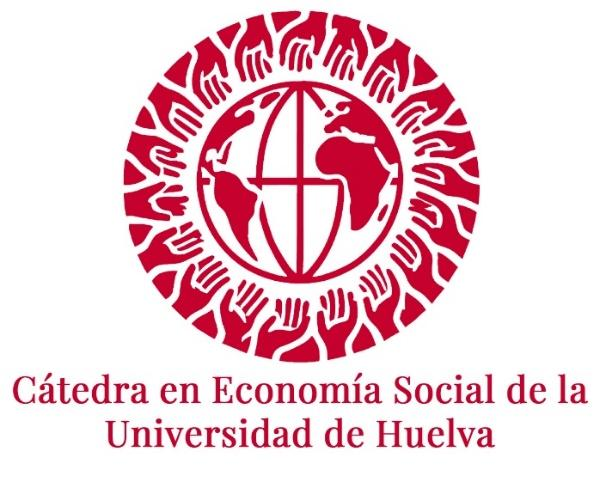 Cátedra en Economía Social de la
Universidad de Huelva